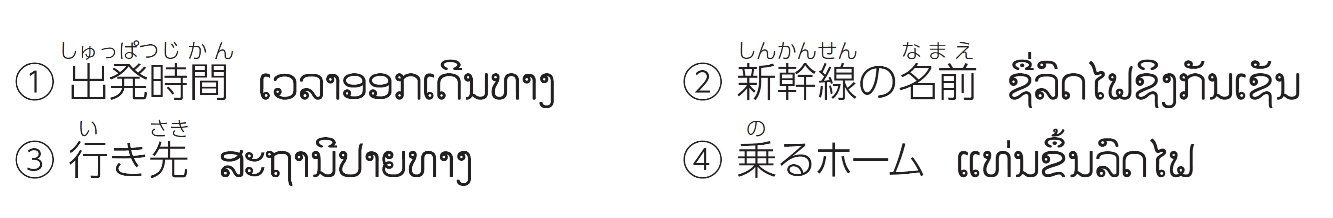 しゅっぱつじかん しんかんせん なまえ
① 出発時間 ເວລາອອກເດີນທາງ ② 新幹線の名前 ຊື່ລົດໄຟຊິງກັນເຊັນ
い さき の
③ 行き先 ສະຖານີປາຍທາງ ④ 乗るホーム ແທ່ນຂຶ້ນລົດໄຟ